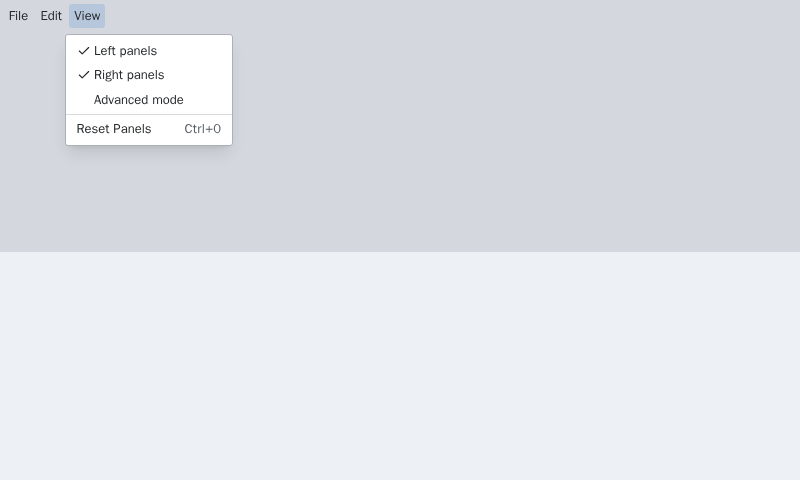 File Edit View
Left panels
Right panels
Advanced mode
Reset Panels Ctrl+0